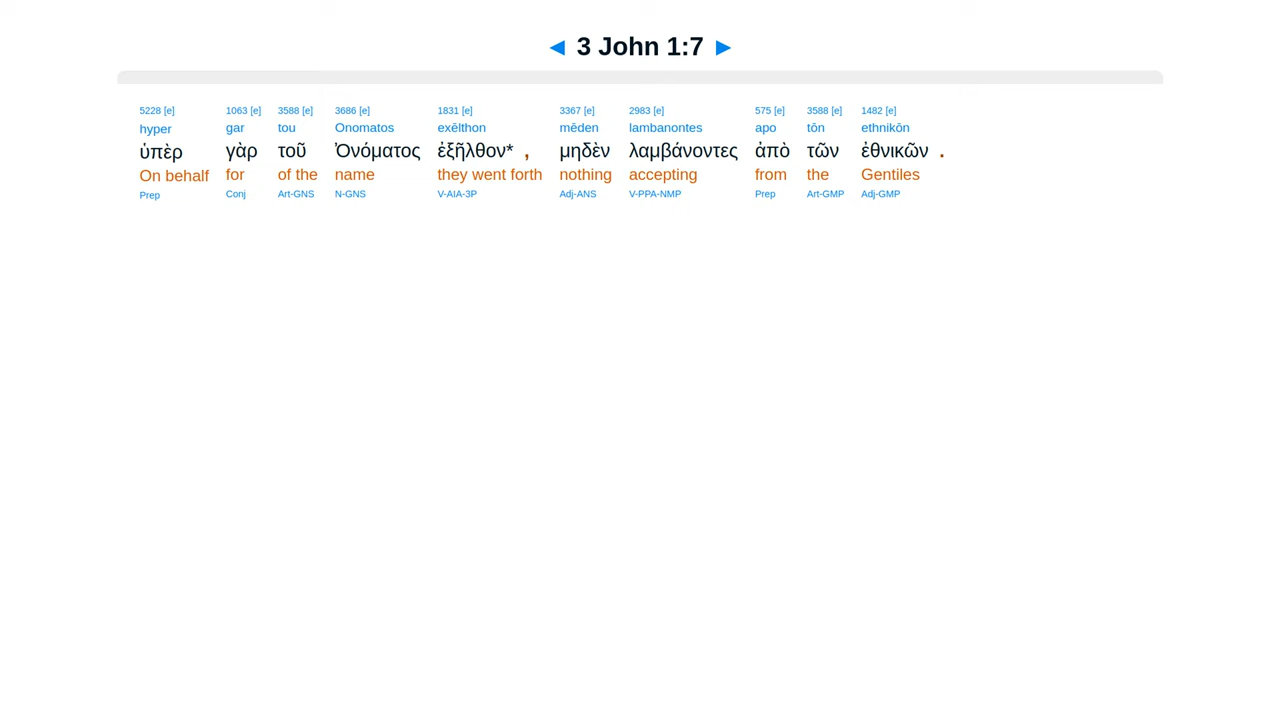 ◄ 3 John 1:7 ►
5228 [e] 1063 [e] 3588 [e] 3686 [e] 1831 [e] 3367 [e] 2983 [e] 575 [e] 3588 [e] 1482 [e]
hyper gar tou Onomatos exēlthon mēden lambanontes apo tōn ethnikōn
ὑπὲρ γὰρ τοῦ Ὀνόματος ἐξῆλθον* , μηδὲν λαμβάνοντες ἀπὸ τῶν ἐθνικῶν .
On behalf for of the name they went forth nothing accepting from the Gentiles
Prep Conj Art-GNS N-GNS V-AIA-3P Adj-ANS V-PPA-NMP Prep Art-GMP Adj-GMP